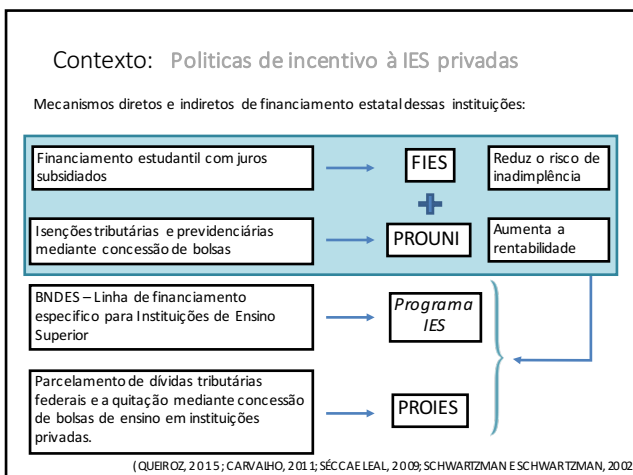 Contexto: Politicas de incentivo à IES privadas
Mecanismos diretos e indiretos de financiamento estatal dessas instituições:
Financiamento estudantil com juros
subsidiados
FIES
Reduz o risco de
inadimplência
Isenções tributárias e previdenciárias
mediante concessão de bolsas
PROUNI
Aumenta a
rentabilidade
BNDES – Linha de financiamento
especifico para Instituições de Ensino
Superior
Programa
IES
Parcelamento de dívidas tributárias
federais e a quitação mediante concessão
de bolsas de ensino em instituições
privadas.
PROIES
(QUEIROZ, 2015; CARVALHO, 2011; SÉCCA E LEAL, 2009; SCHWARTZMAN E SCHWARTZMAN, 2002